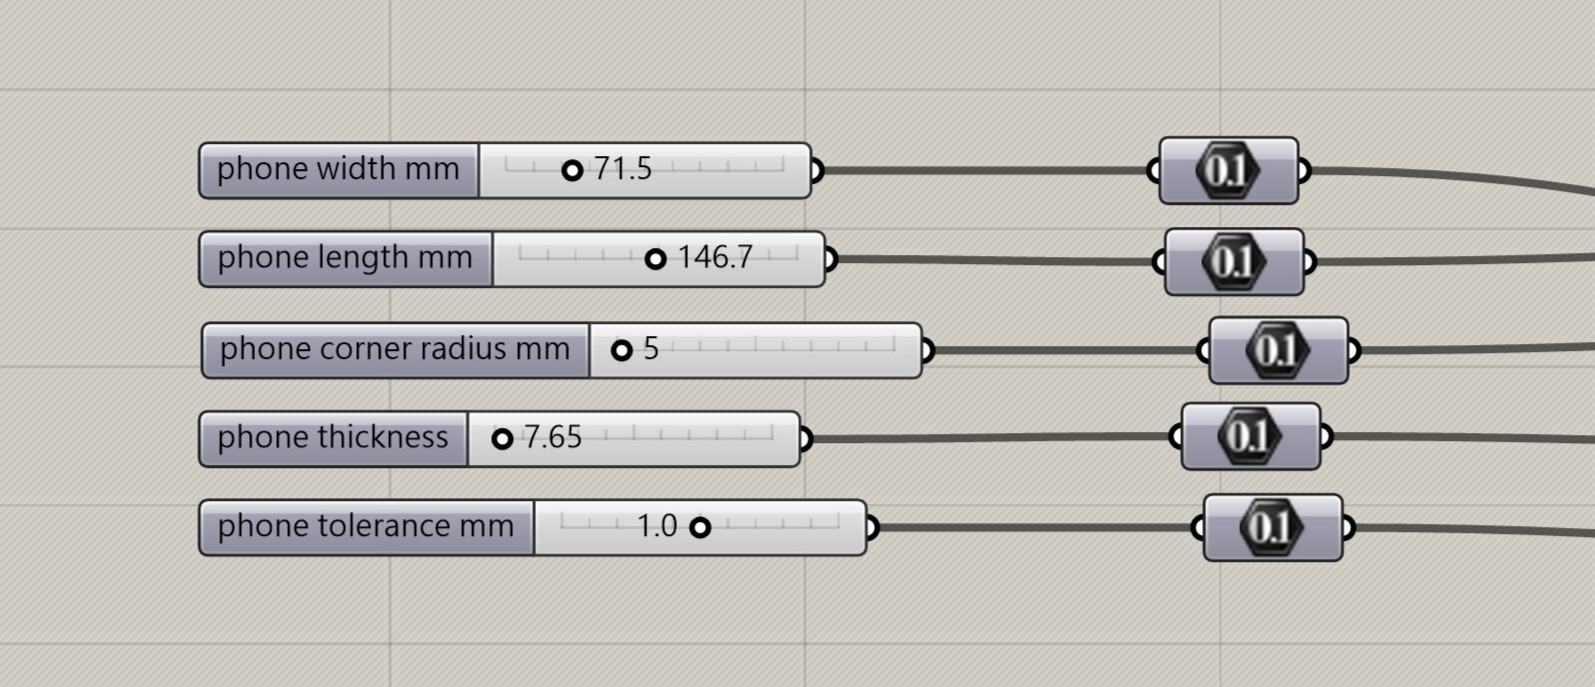 phone width mm 71.5 0.1
phone length mm 146.7 0.1
phone corner radius mm 5 0.1
phone thickness 7.65 0.1
phone tolerance mm 1.0 0.1